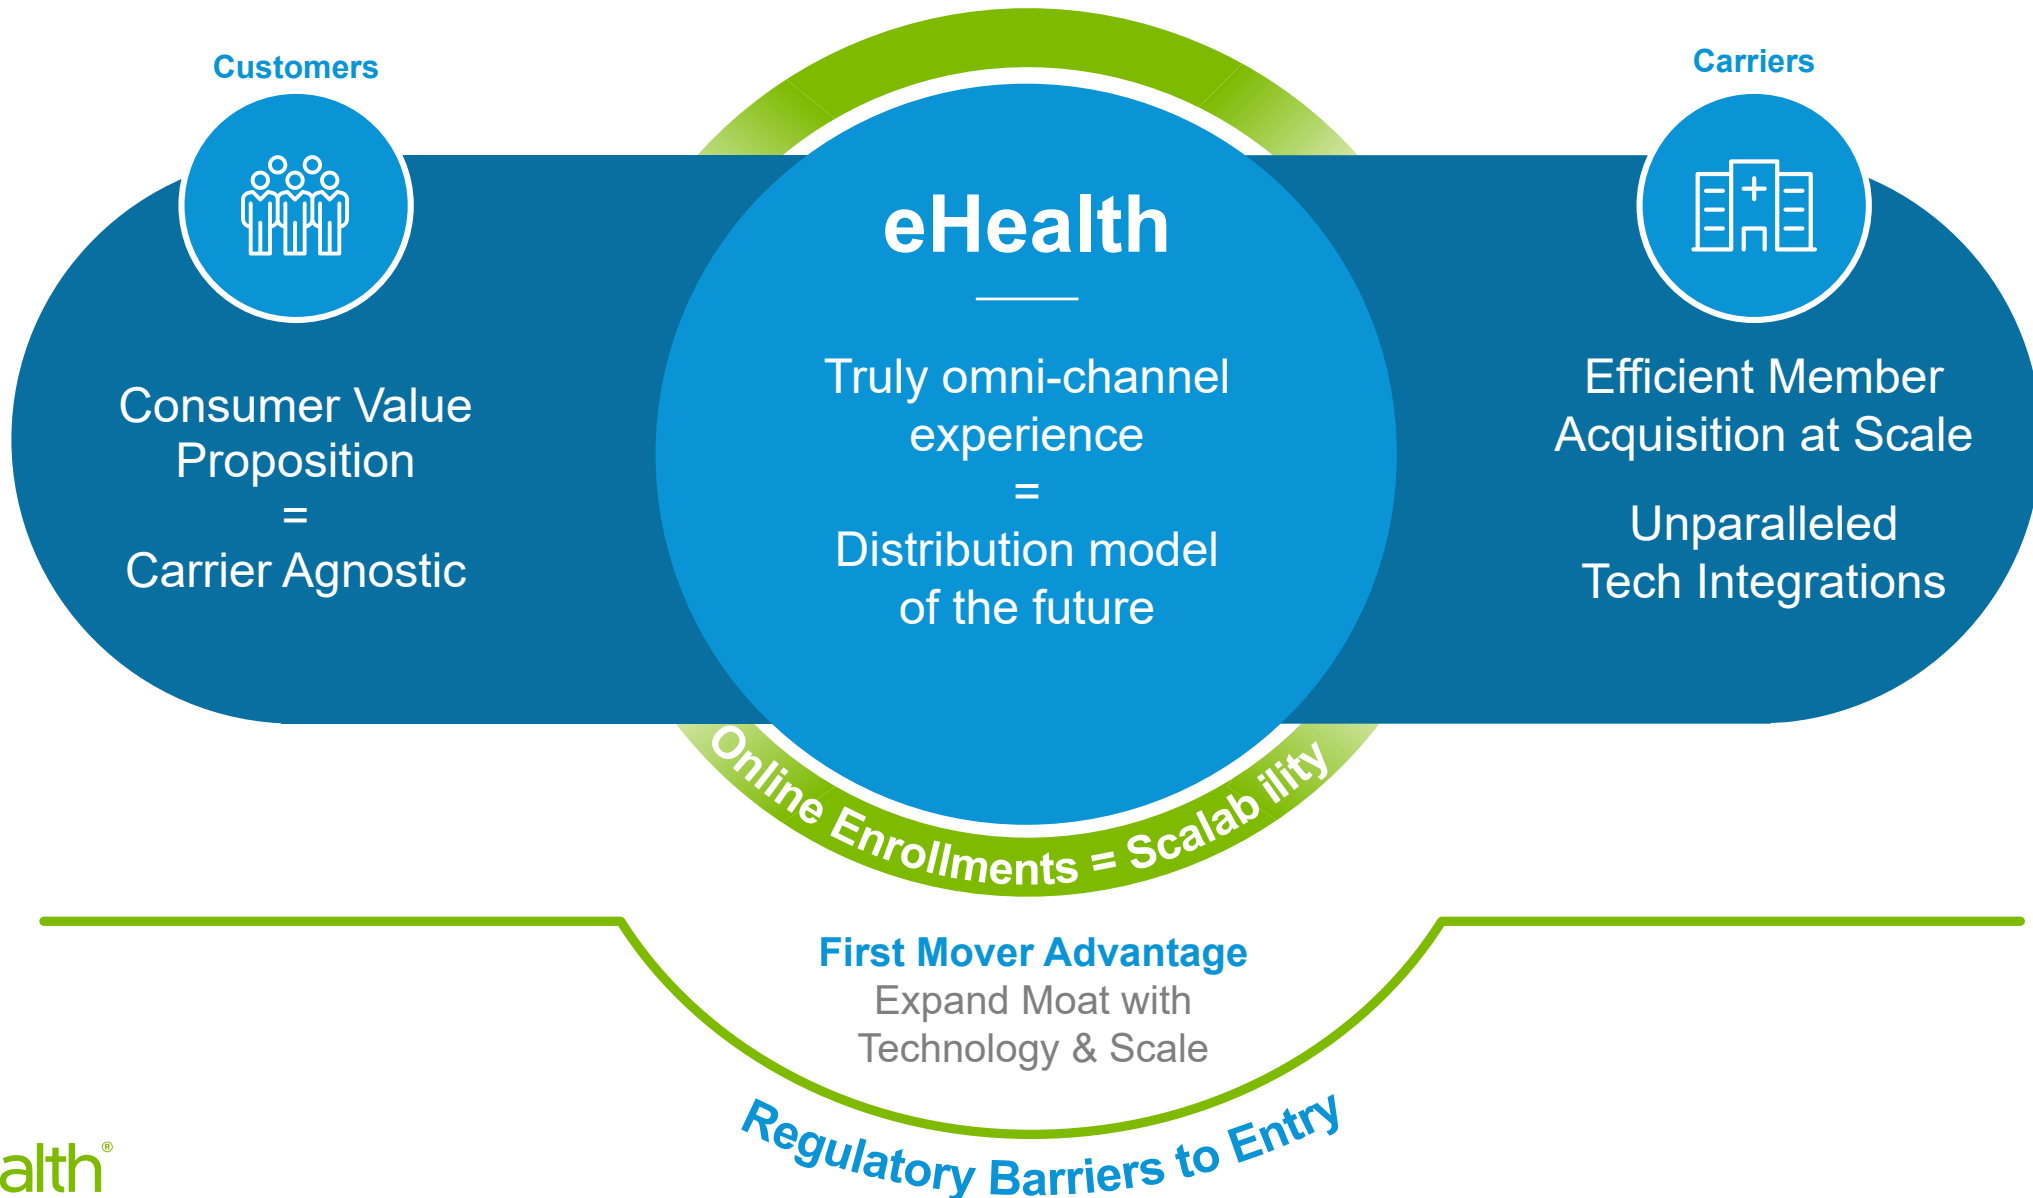 Customers
Consumer Value
Proposition
=
Carrier Agnostic
eHealth
Truly omni-channel
experience
=
Distribution model
of the future
Carriers
Efficient Member
Acquisition at Scale
Unparalleled
Tech Integrations
Online Enrollments = Scalability
First Mover Advantage
Expand Moat with
Technology & Scale
Regulatory Barriers to Entry
alth®